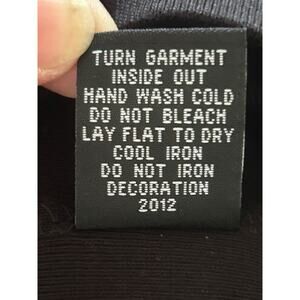 TURN GARMENT
INSIDE OUT
HAND WASH COLD
DO NOT BLEACH
LAY FLAT TO DRY
COOL IRON
DO NOT IRON
DECORATION
2012